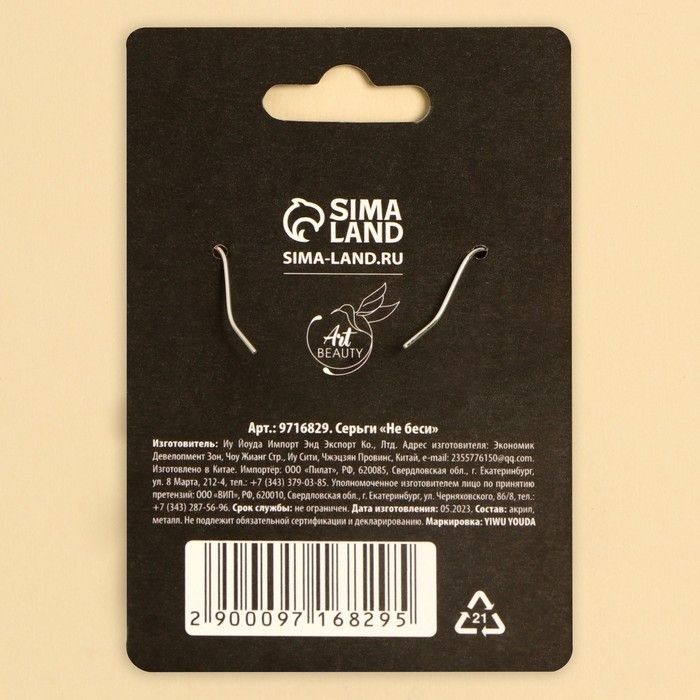 SIMA
LAND
SIMA-LAND.RU
Art
BEAUTY
Арт.: 9716829. Серьги «Не беси»
Изготовитель: Иу Йоуда Импорт Энд Экспорт Ко., Лтд. Адрес изготовителя: Экономик
Девелопмент Зон, Чоу Жианг Стр., Иу Сити, Чжэцзян Провинс, Китай, e-mail: 2355776150@qq.com.
Изготовлено в Китае. Импортёр: ООО «Пилат», РФ, 620085, Свердловская обл., г. Екатеринбург,
ул. 8 Марта, 212-4, тел.: +7 (343) 379-03-85. Уполномоченное изготовителем лицо по принятию
претензий: ООО «ВИП», РФ, 620010, Свердловская обл., г. Екатеринбург, ул. Черняховского, 86/8, тел.:
+7 (343) 287-56-96. Срок службы: не ограничен. Дата изготовления: 05.2023. Состав: акрил,
металл. Не подлежит обязательной сертификации и декларированию. Маркировка: YIWU YOUDA
2900097168295
21